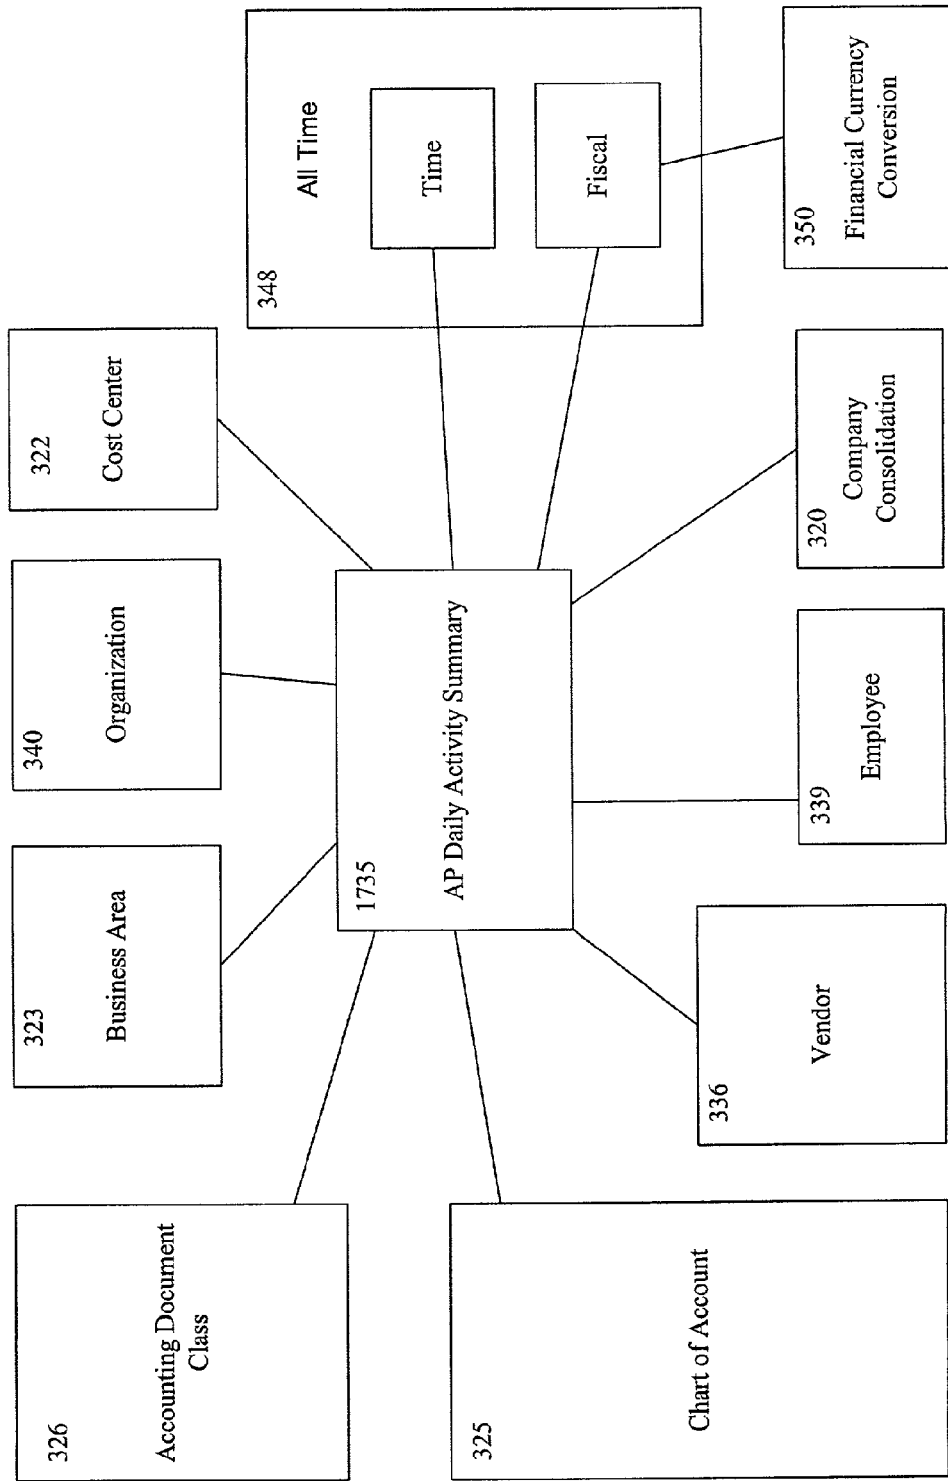 326
Accounting Document
Class
323
Business Area
340
Organization
322
Cost Center
348
All Time
Time
Fiscal
1735
AP Daily Activity Summary
325
Chart of Account
336
Vendor
339
Employee
320
Company
Consolidation
350
Financial Currency
Conversion